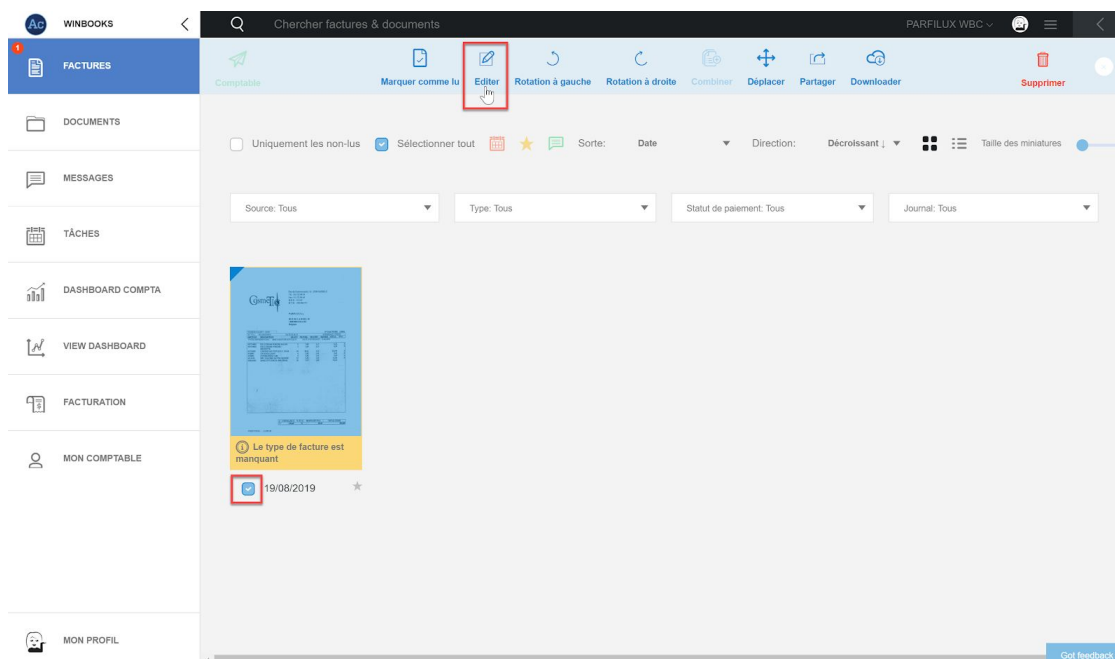 Ac WINBOOKS
Chercher factures & documents
PARFILUX WBC
1
FACTURES
Comptable
Marquer comme lu
Editer
Rotation à gauche
Rotation à droite
Combiner
Déplacer
Partager
Downloader
Supprimer
DOCUMENTS
Uniquement les non-lus
Sélectionner tout
Sorte: Date
Direction: Décroissant ↓
Taille des miniatures
MESSAGES
Source: Tous
Type: Tous
Statut de paiement: Tous
Journal: Tous
TÂCHES
DASHBOARD COMPTA
VIEW DASHBOARD
FACTURATION
MON COMPTABLE
Le type de facture est
manquant
19/08/2019
MON PROFIL
Got feedback